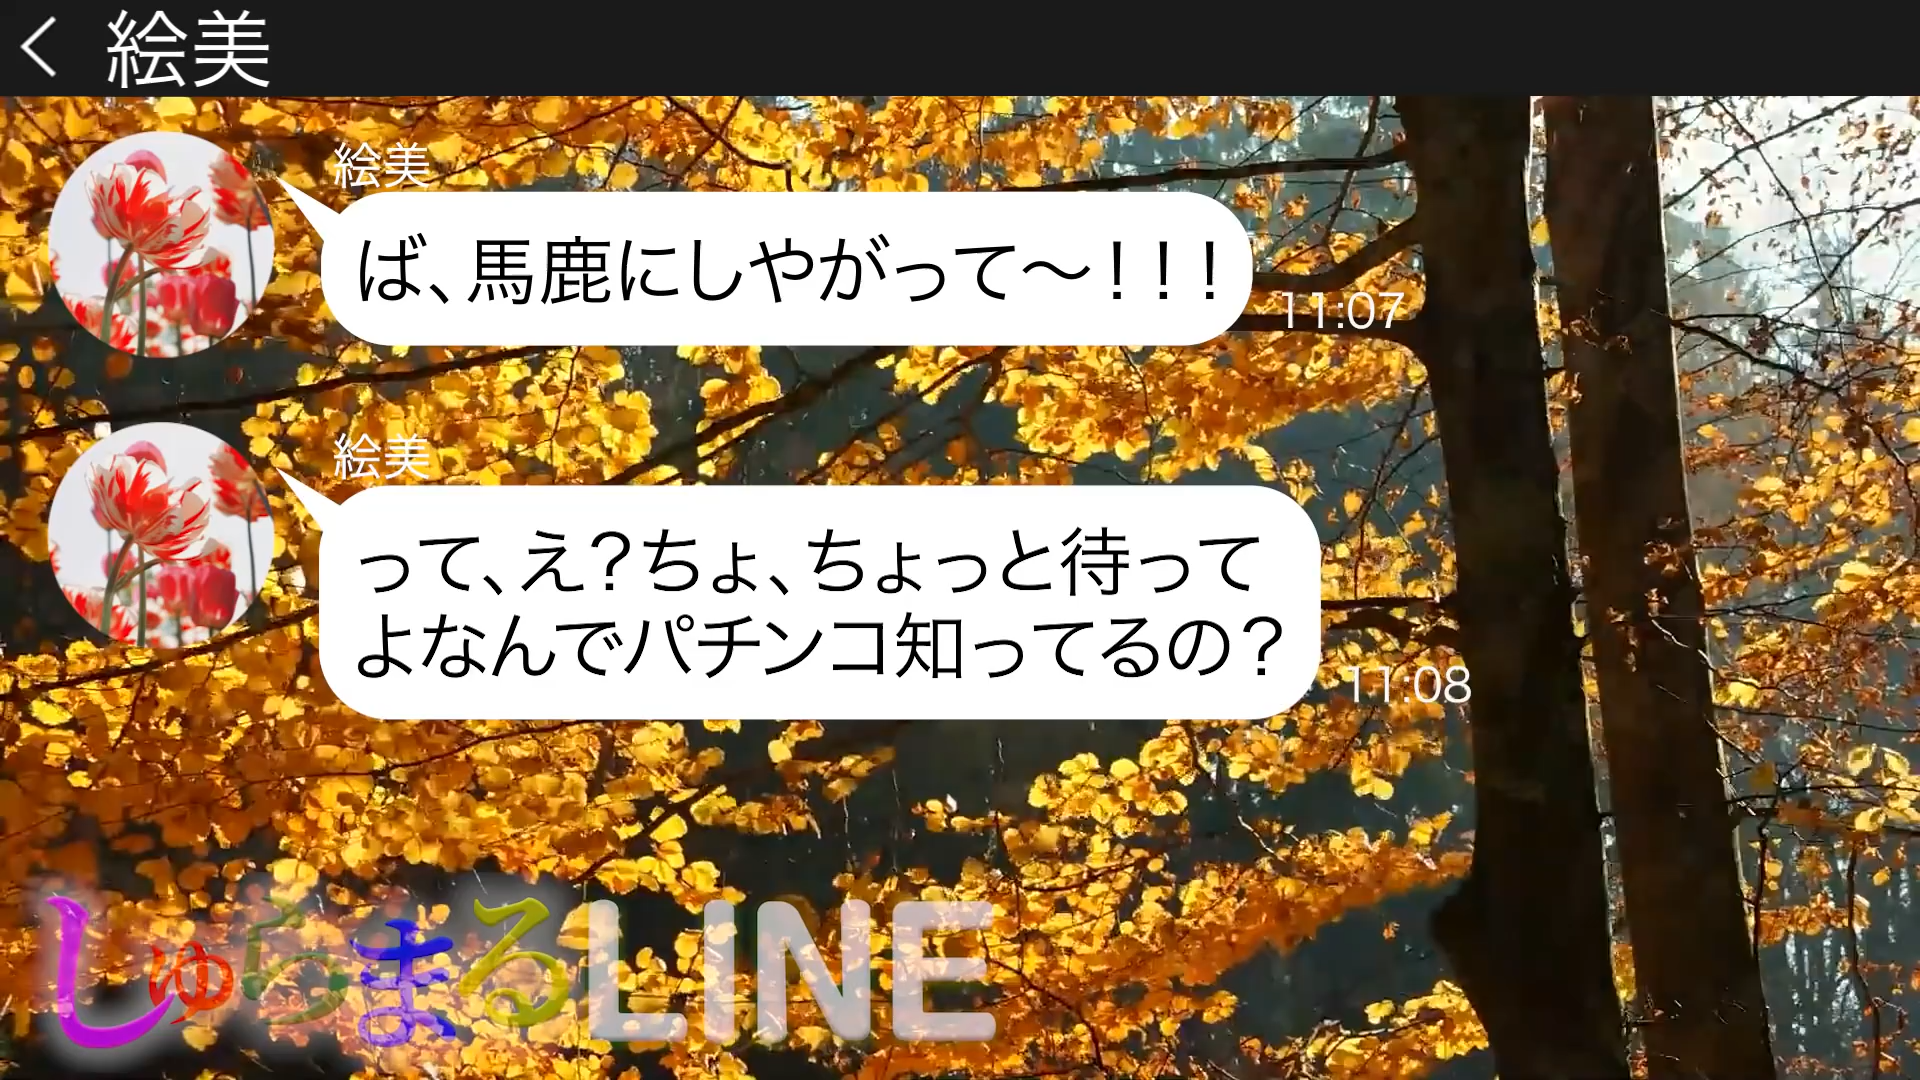 絵美
絵美
ば、馬鹿にしやがって〜！！！
11:07
絵美
って、え？ちょ、ちょっと待って
よなんでパチンコ知ってるの？
11:08
しゅらまるLINE